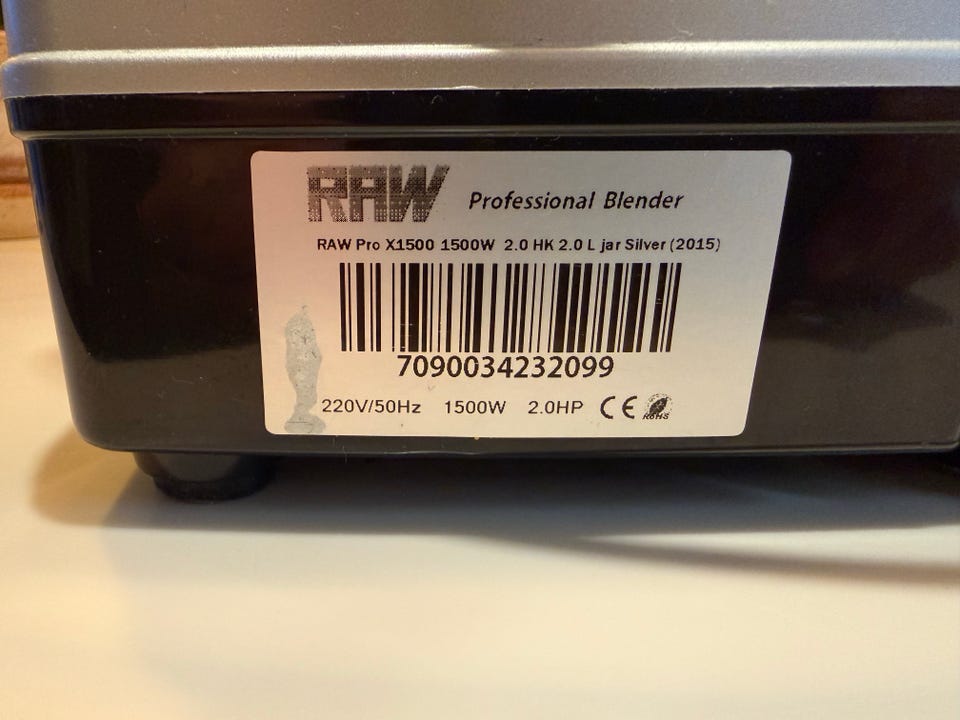 RAW Professional Blender
RAW Pro X1500 1500W 2.0 HK 2.0 L jar Silver (2015)
7090034232099
220V/50Hz 1500W 2.0HP CE RoHS